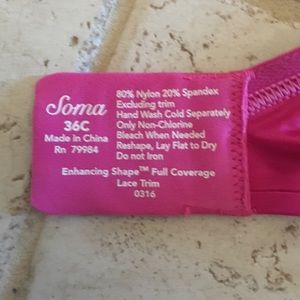 Soma
36C
Made in China
Rn 79984
80% Nylon 20% Spandex
Excluding trim
Hand Wash Cold Separately
Only Non-Chlorine
Bleach When Needed
Reshape, Lay Flat to Dry
Do not Iron
Enhancing Shape™ Full Coverage
Lace Trim
0316